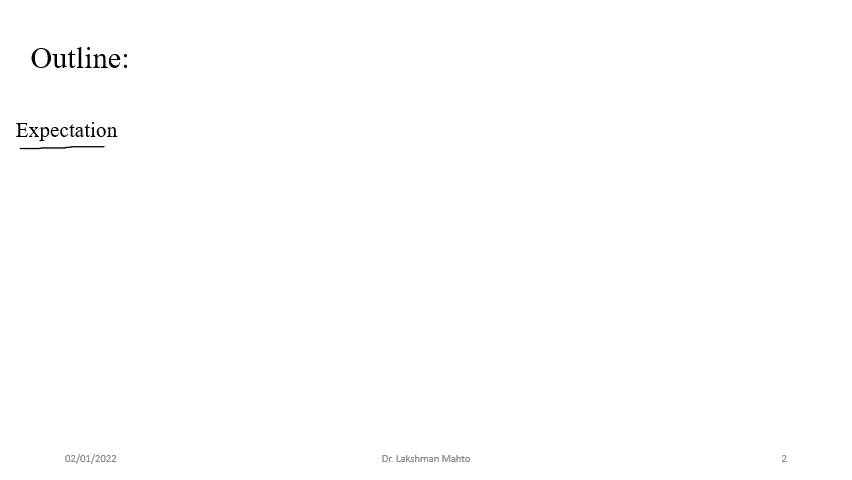 Outline:
Expectation
02/01/2022
Dr. Lakshman Mahto
2